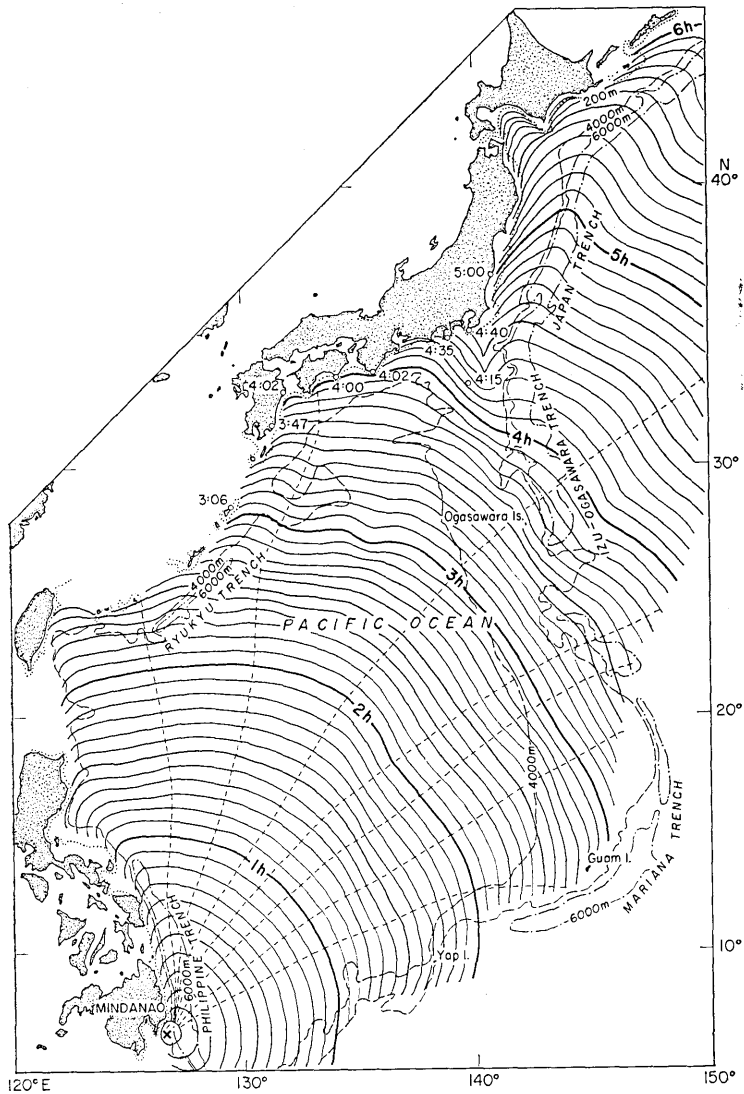 6h
200m
4000m
6000m
N
40°
5h
JAPAN TRENCH
5:00
4:40
4:35
4:02
4:00
4:02
4:15
3:47
4h
30°
IZU-OGASAWARA TRENCH
3:06
Ogasawara Is.
3h
4000m
6000m
RYUKYU TRENCH
PACIFIC OCEAN
2h
20°
4000m
MARIANA TRENCH
Guam I.
1h
6000m
10°
Yap I.
PHILIPPINE TRENCH
6000m
MINDANAO
120°E
130°
140°
150°